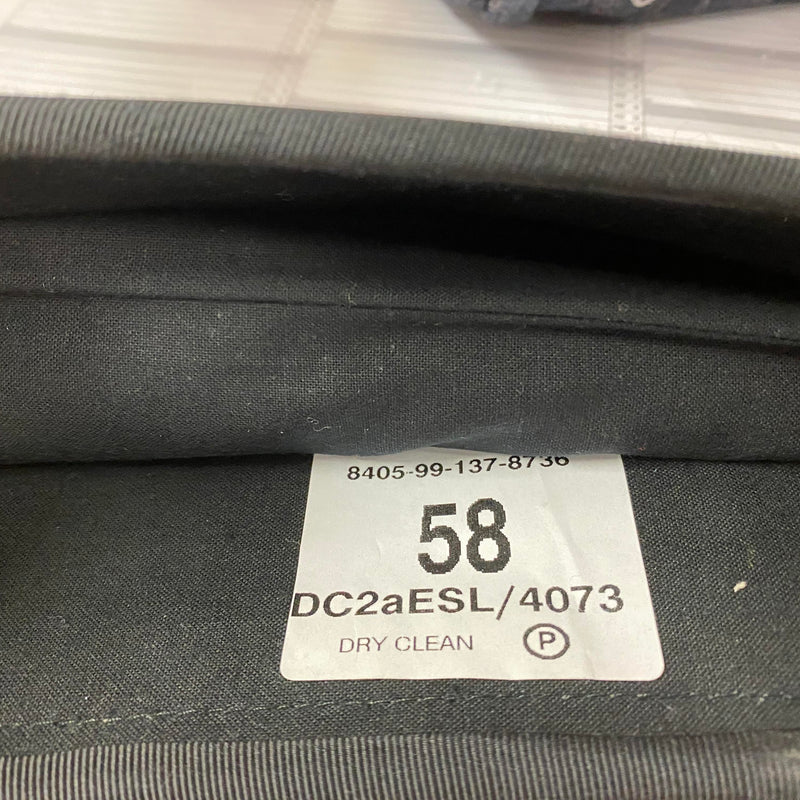 8405-99-137-8736
58
DC2aESL/4073
DRY CLEAN P